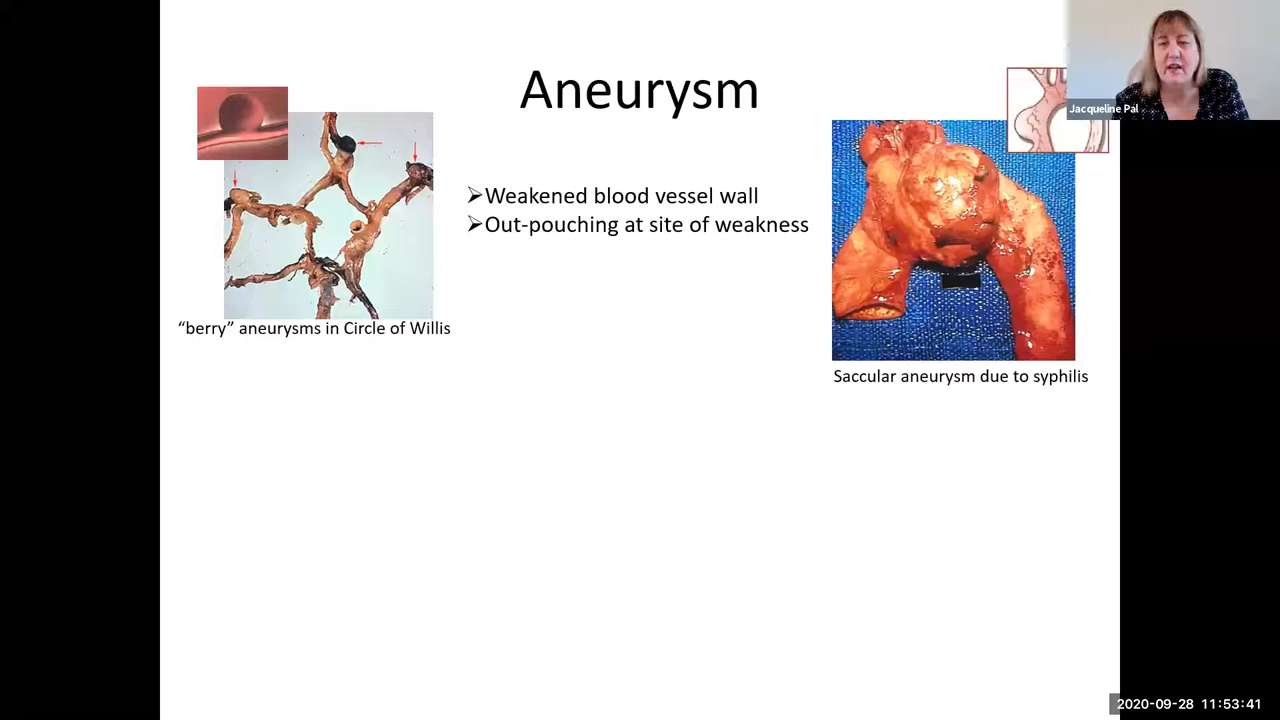 Aneurysm
Jacqueline Pal
➢Weakened blood vessel wall
➢Out-pouching at site of weakness
“berry” aneurysms in Circle of Willis
Saccular aneurysm due to syphilis
2020-09-28 11:53:41